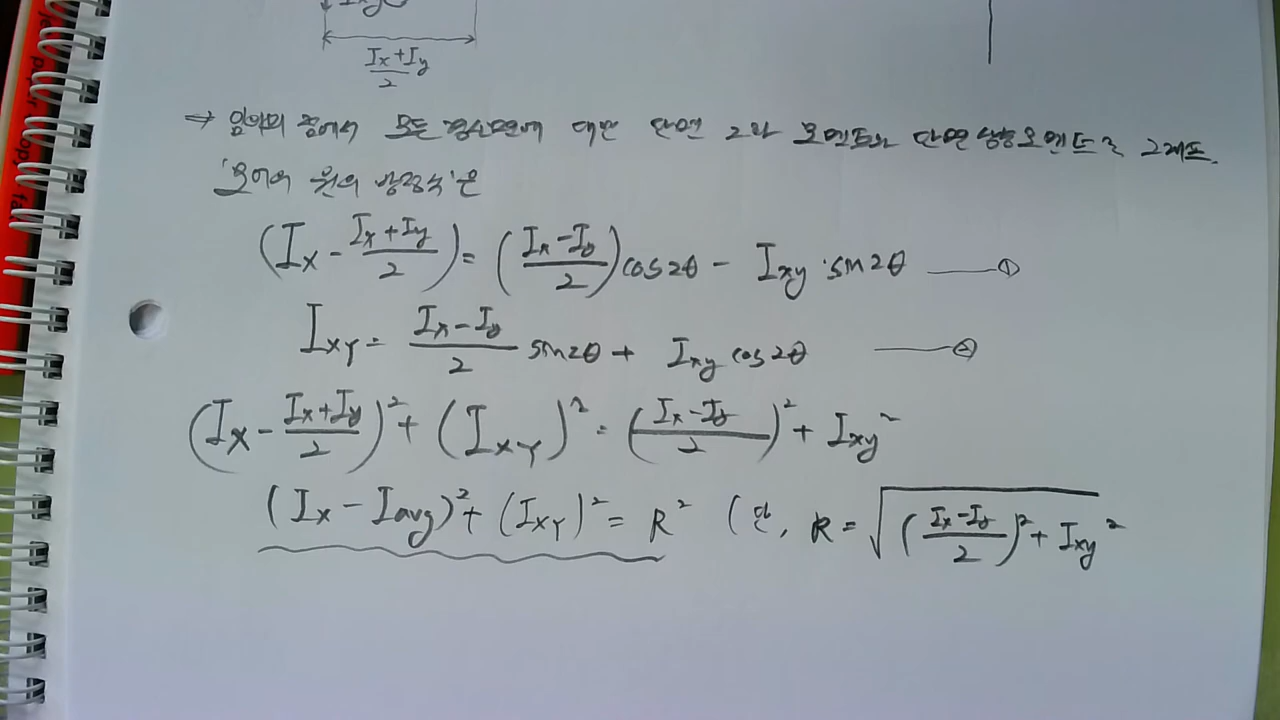 Ixy
Ix+Iy / 2
⇒ 임의의 점에서 모든 경사면에 대한 단면 2차 모멘트와 단면상승모멘트를 그래프.
'모어의 원의 방정식'은
(IX - (Ix+Iy)/2) = ((Ix-Iy)/2) cos2θ - Ixy·sin2θ ―― ①
IXY = (Ix-Iy)/2 sin2θ + Ixy cos2θ ―― ②
(IX - (Ix+Iy)/2)² + (IXY)² = ((Ix-Iy)/2)² + Ixy²
(IX - Iavg)² + (IXY)² = R² (단, R = √(((Ix-Iy)/2)² + Ixy²)